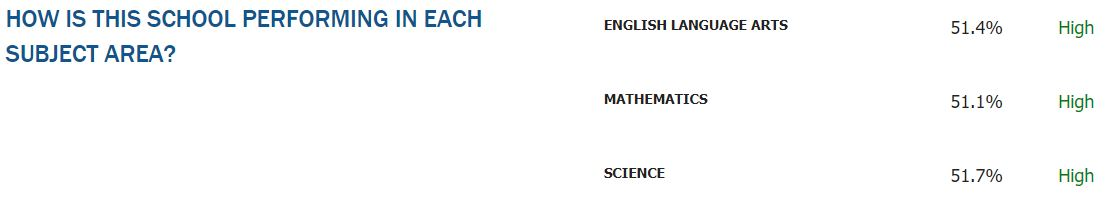 HOW IS THIS SCHOOL PERFORMING IN EACH
SUBJECT AREA?
ENGLISH LANGUAGE ARTS 51.4% High
MATHEMATICS 51.1% High
SCIENCE 51.7% High